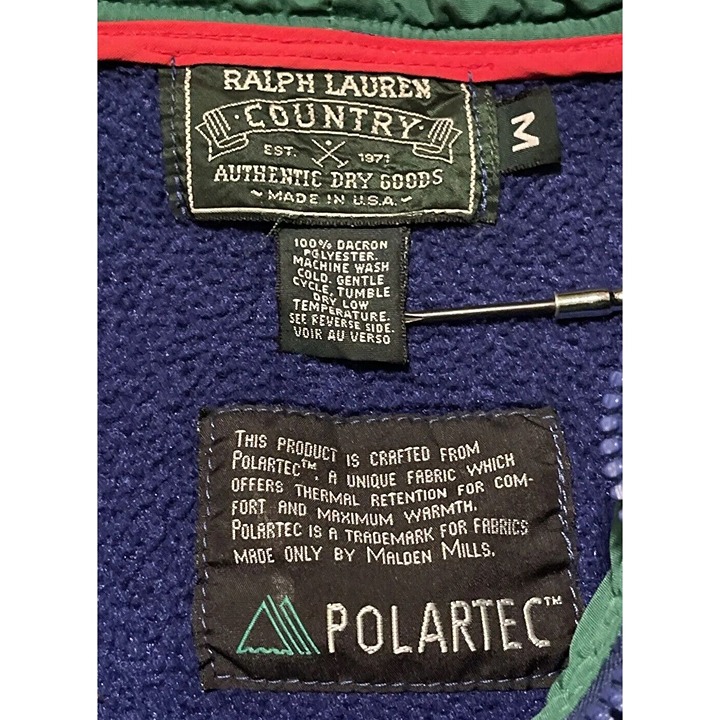 RALPH LAUREN
COUNTRY
EST. 1971
AUTHENTIC DRY GOODS
~ MADE IN U.S.A. ~
M
100% DACRON
POLYESTER.
MACHINE WASH
COLD, GENTLE
CYCLE, TUMBLE
DRY LOW
TEMPERATURE.
SEE REVERSE SIDE.
VOIR AU VERSO
THIS PRODUCT IS CRAFTED FROM
POLARTEC™. A UNIQUE FABRIC WHICH
OFFERS THERMAL RETENTION FOR COM-
FORT AND MAXIMUM WARMTH.
POLARTEC IS A TRADEMARK FOR FABRICS
MADE ONLY BY MALDEN MILLS.
POLARTEC™